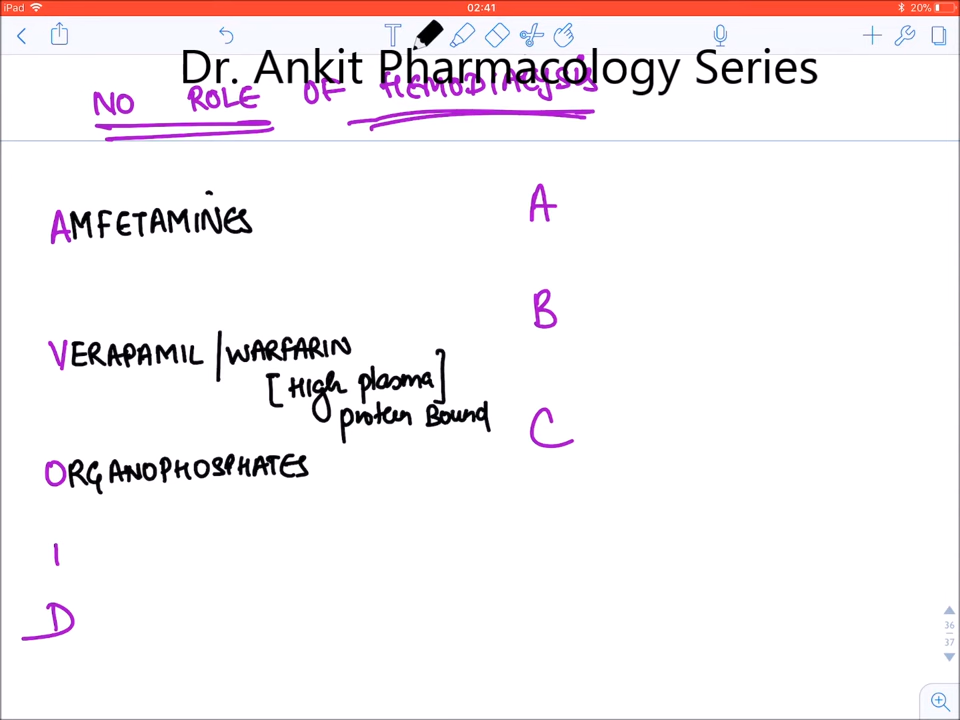 iPad 02:41 20%
T
Dr. Ankit Pharmacology Series
NO ROLE OF HEMODIALYSIS
AMFETAMINES
VERAPAMIL / WARFARIN
[High plasma]
protein Bound
ORGANOPHOSPHATES
I
D
A
B
C
36
37